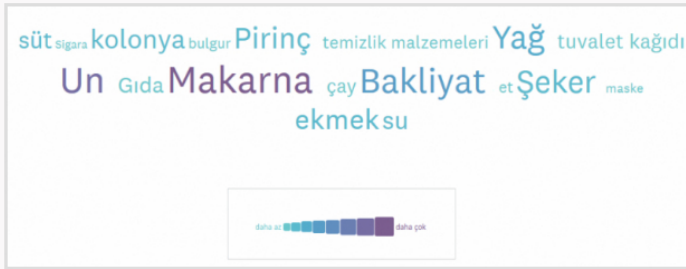 süt Sigara kolonya bulgur Pirinç temizlik malzemeleri Yağ tuvalet kağıdı
Un Gıda Makarna çay Bakliyat et Şeker maske
ekmek su
daha az daha çok